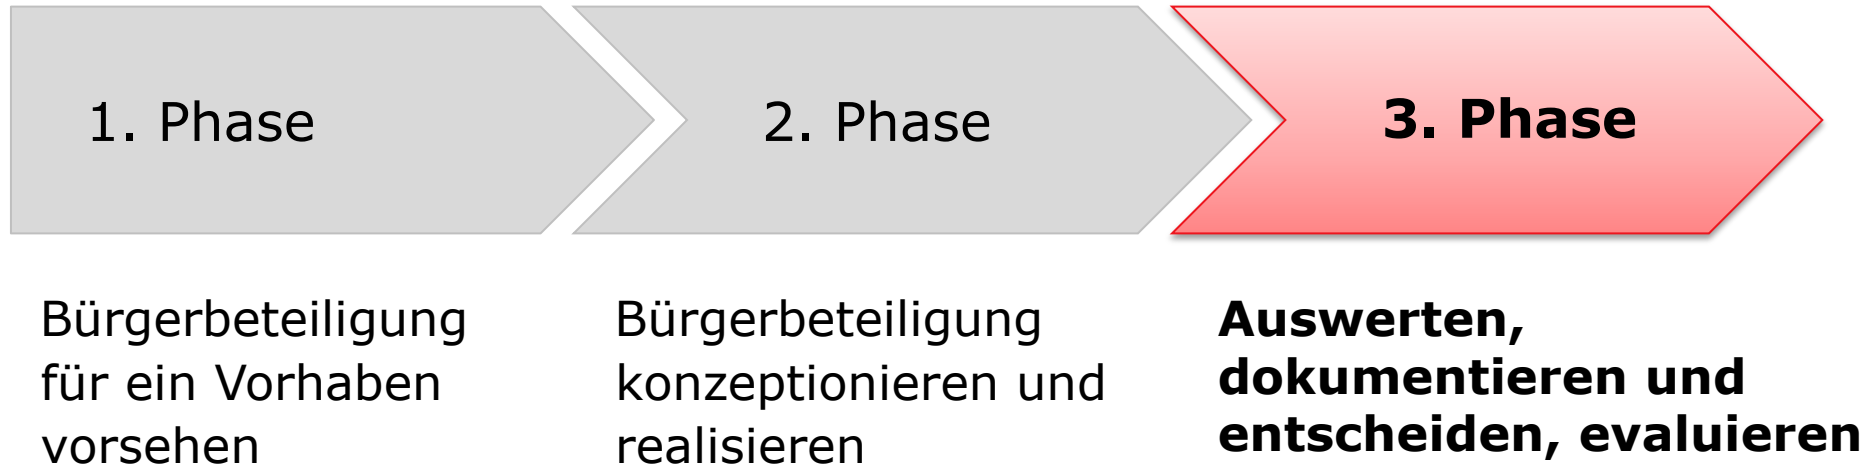 1. Phase
2. Phase
3. Phase
Bürgerbeteiligung
für ein Vorhaben
vorsehen
Bürgerbeteiligung
konzeptionieren und
realisieren
Auswerten,
dokumentieren und
entscheiden, evaluieren